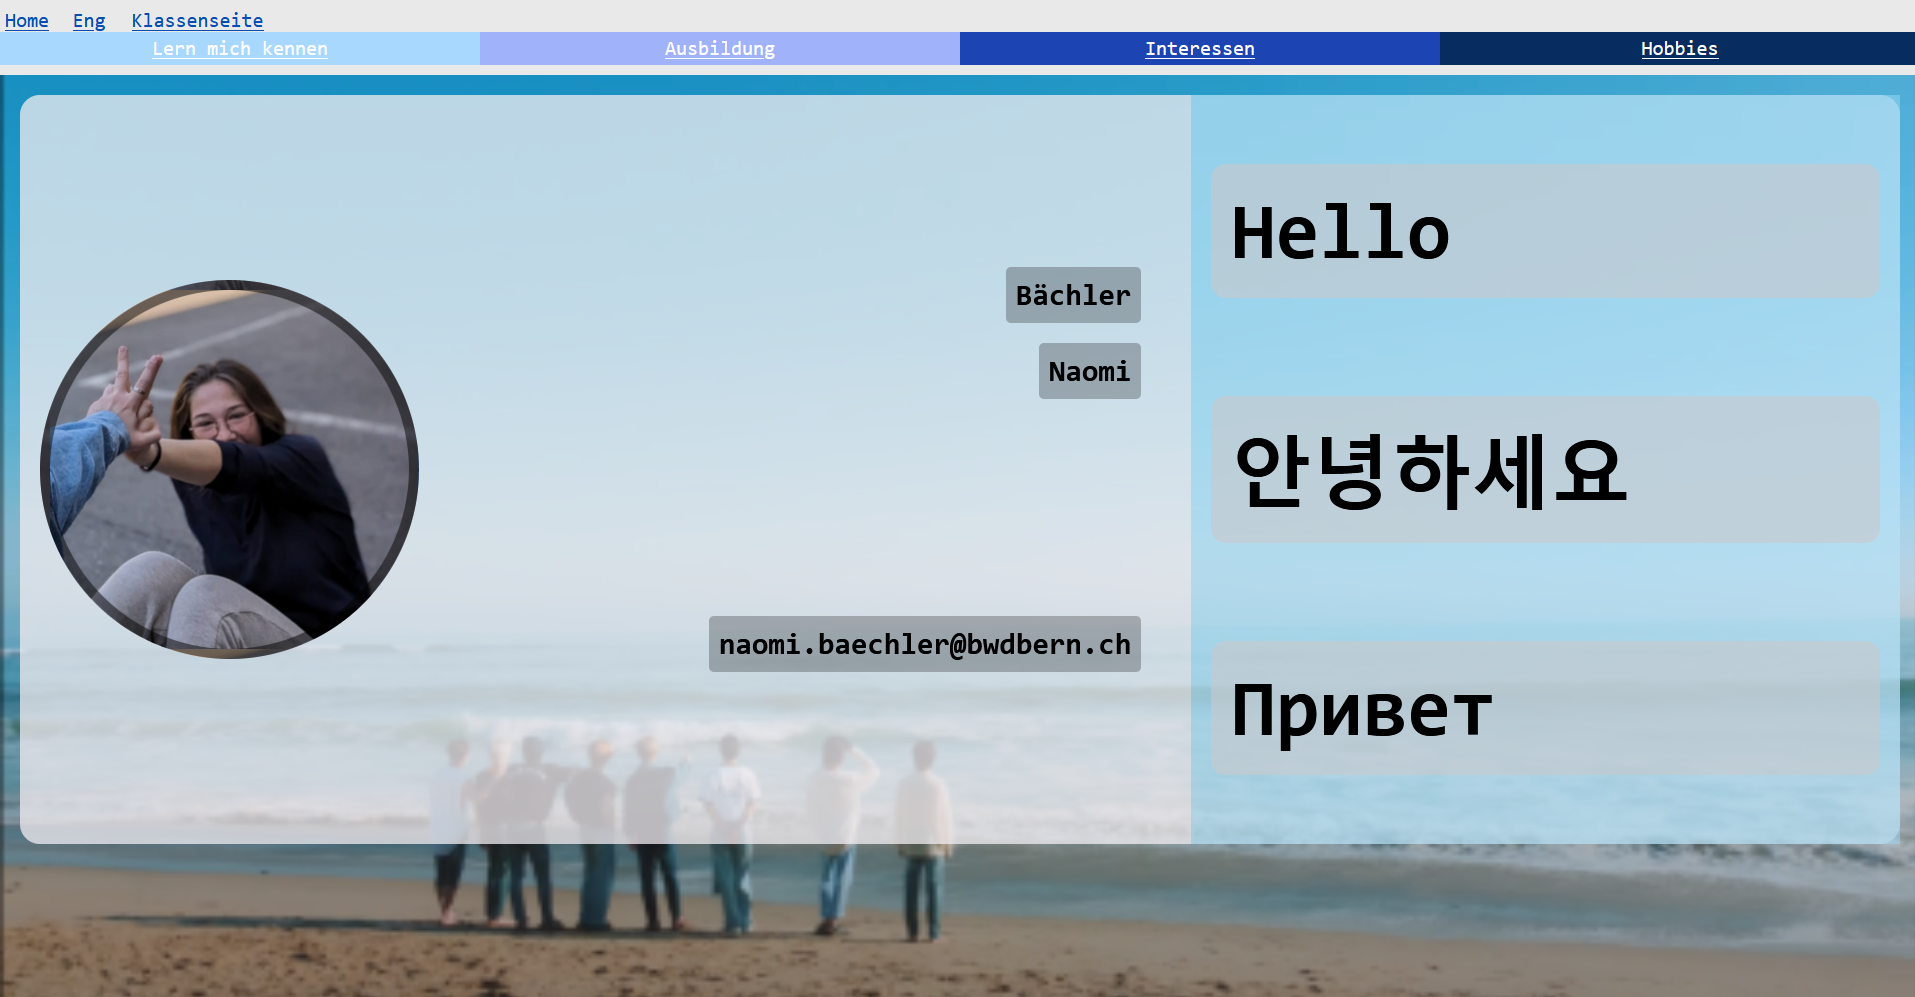 Home Eng Klassenseite
Lern mich kennen Ausbildung Interessen Hobbies
Bächler
Naomi
naomi.baechler@bwdbern.ch
Hello
안녕하세요
Привет